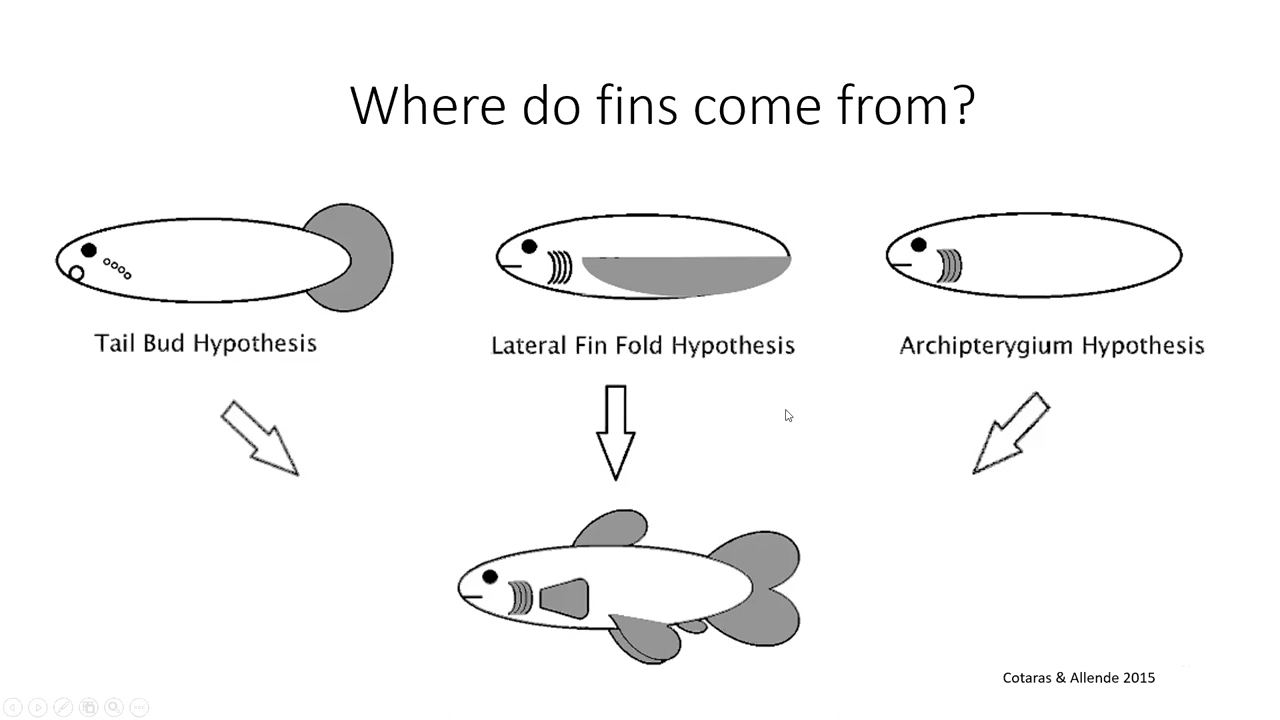 Where do fins come from?
Tail Bud Hypothesis
Lateral Fin Fold Hypothesis
Archipterygium Hypothesis
Cotaras & Allende 2015